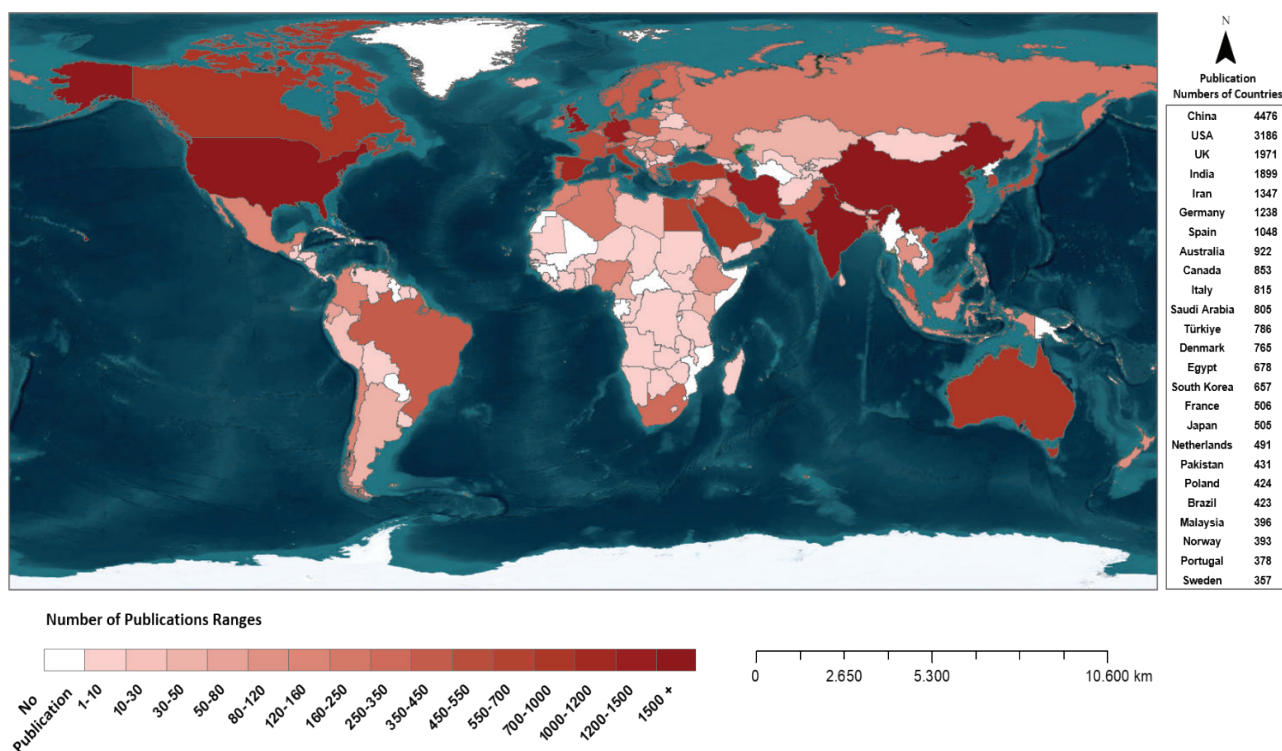 N
Publication
Numbers of Countries
China 4476
USA 3186
UK 1971
India 1899
Iran 1347
Germany 1238
Spain 1048
Australia 922
Canada 853
Italy 815
Saudi Arabia 805
Türkiye 786
Denmark 765
Egypt 678
South Korea 657
France 506
Japan 505
Netherlands 491
Pakistan 431
Poland 424
Brazil 423
Malaysia 396
Norway 393
Portugal 378
Sweden 357
Number of Publications Ranges
No Publication
1-10
10-30
30-50
50-80
80-120
120-160
160-250
250-350
350-450
450-550
550-700
700-1000
1000-1200
1200-1500
1500 +
0 2.650 5.300 10.600 km